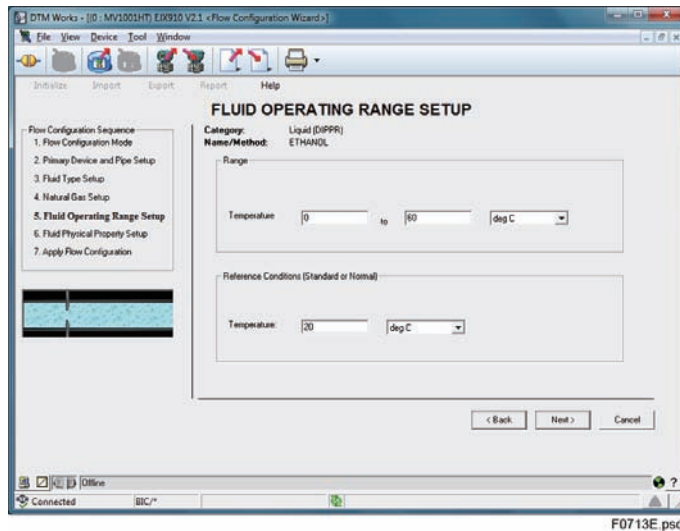 DTM Works - [(0 : MV1001HT) EJX910 V2.1 <Flow Configuration Wizard>]
File View Device Tool Window
Initialize Import Export Report Help
FLUID OPERATING RANGE SETUP
Flow Configuration Sequence
1. Flow Configuration Mode
2. Primary Device and Pipe Setup
3. Fluid Type Setup
4. Natural Gas Setup
5. Fluid Operating Range Setup
6. Fluid Physical Property Setup
7. Apply Flow Configuration
Category: Liquid (DIPPR)
Name/Method: ETHANOL
Range
Temperature 0 to 60 deg C
Reference Conditions (Standard or Normal)
Temperature: 20 deg C
< Back Next > Cancel
Offline
Connected BIC/*
F0713E.psd